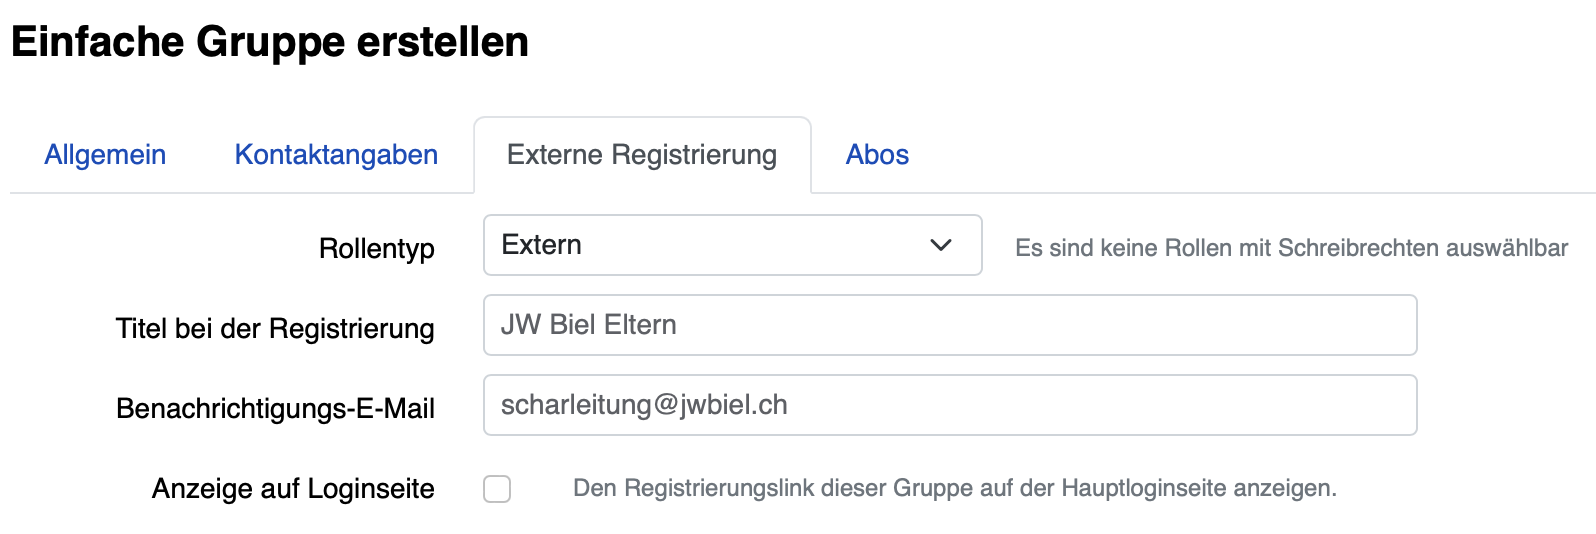 Einfache Gruppe erstellen
Allgemein Kontaktangaben Externe Registrierung Abos
Rollentyp Extern Es sind keine Rollen mit Schreibrechten auswählbar
Titel bei der Registrierung JW Biel Eltern
Benachrichtigungs-E-Mail scharleitung@jwbiel.ch
Anzeige auf Loginseite Den Registrierungslink dieser Gruppe auf der Hauptloginseite anzeigen.